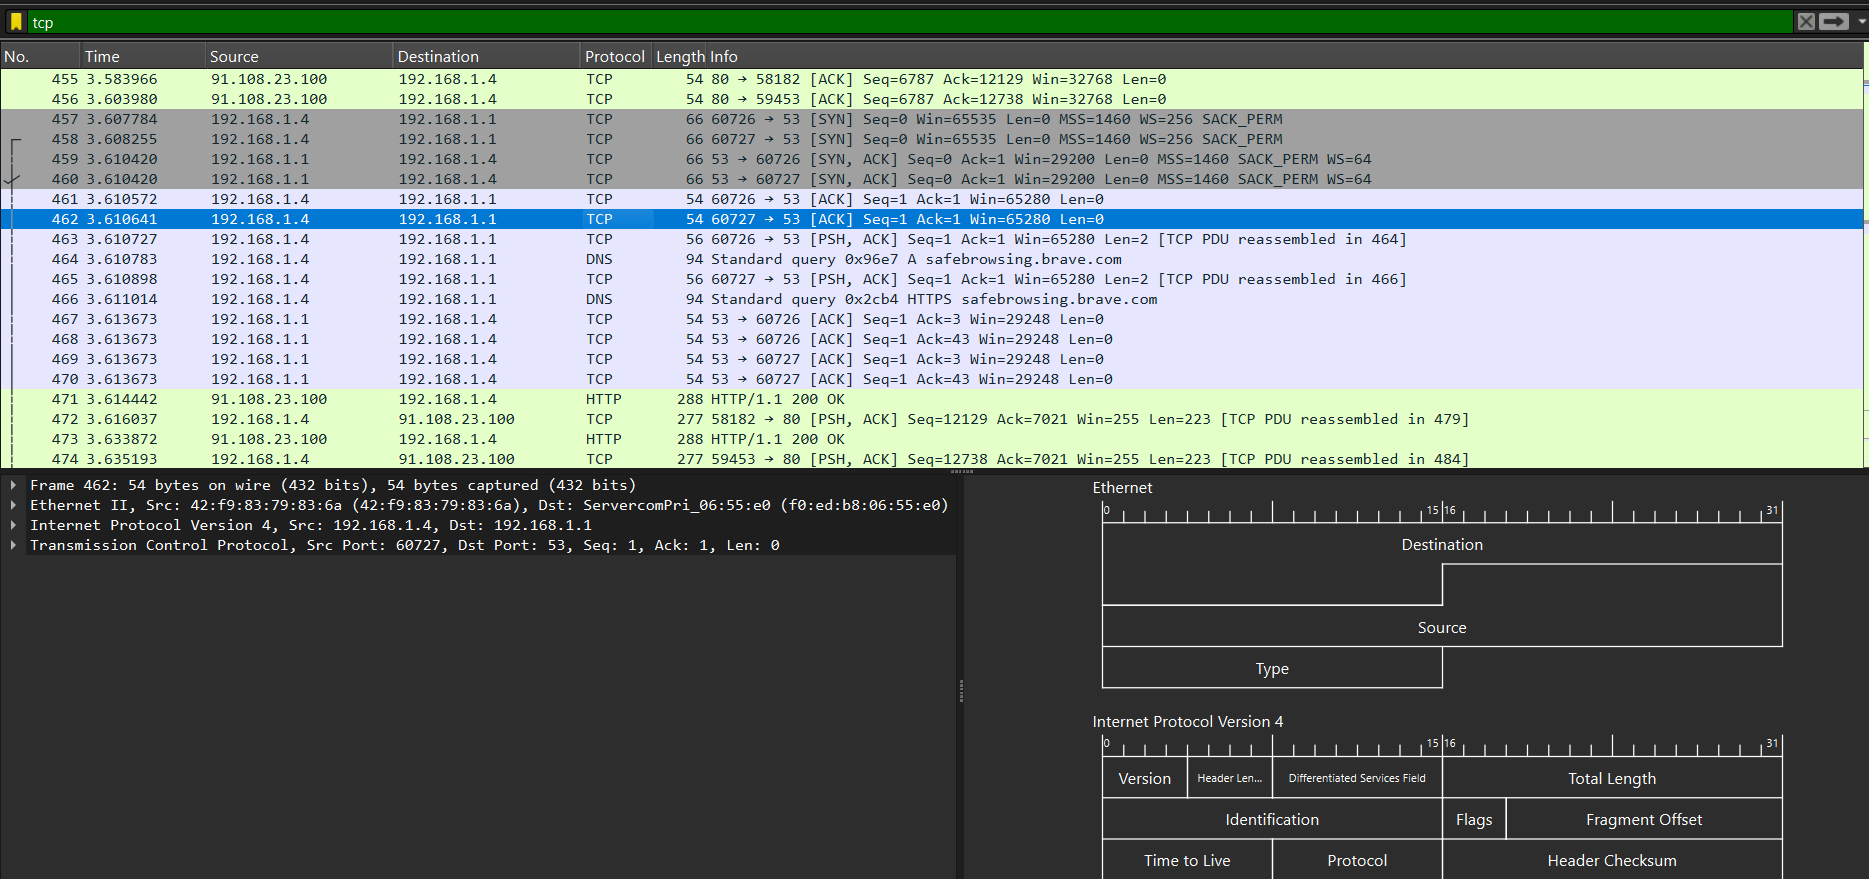 tcp
No. Time Source Destination Protocol Length Info
455 3.583966 91.108.23.100 192.168.1.4 TCP 54 80 → 58182 [ACK] Seq=6787 Ack=12129 Win=32768 Len=0
456 3.603980 91.108.23.100 192.168.1.4 TCP 54 80 → 59453 [ACK] Seq=6787 Ack=12738 Win=32768 Len=0
457 3.607784 192.168.1.4 192.168.1.1 TCP 66 60726 → 53 [SYN] Seq=0 Win=65535 Len=0 MSS=1460 WS=256 SACK_PERM
458 3.608255 192.168.1.4 192.168.1.1 TCP 66 60727 → 53 [SYN] Seq=0 Win=65535 Len=0 MSS=1460 WS=256 SACK_PERM
459 3.610420 192.168.1.1 192.168.1.4 TCP 66 53 → 60726 [SYN, ACK] Seq=0 Ack=1 Win=29200 Len=0 MSS=1460 SACK_PERM WS=64
460 3.610420 192.168.1.1 192.168.1.4 TCP 66 53 → 60727 [SYN, ACK] Seq=0 Ack=1 Win=29200 Len=0 MSS=1460 SACK_PERM WS=64
461 3.610572 192.168.1.4 192.168.1.1 TCP 54 60726 → 53 [ACK] Seq=1 Ack=1 Win=65280 Len=0
462 3.610641 192.168.1.4 192.168.1.1 TCP 54 60727 → 53 [ACK] Seq=1 Ack=1 Win=65280 Len=0
463 3.610727 192.168.1.4 192.168.1.1 TCP 56 60726 → 53 [PSH, ACK] Seq=1 Ack=1 Win=65280 Len=2 [TCP PDU reassembled in 464]
464 3.610783 192.168.1.4 192.168.1.1 DNS 94 Standard query 0x96e7 A safebrowsing.brave.com
465 3.610898 192.168.1.4 192.168.1.1 TCP 56 60727 → 53 [PSH, ACK] Seq=1 Ack=1 Win=65280 Len=2 [TCP PDU reassembled in 466]
466 3.611014 192.168.1.4 192.168.1.1 DNS 94 Standard query 0x2cb4 HTTPS safebrowsing.brave.com
467 3.613673 192.168.1.1 192.168.1.4 TCP 54 53 → 60726 [ACK] Seq=1 Ack=3 Win=29248 Len=0
468 3.613673 192.168.1.1 192.168.1.4 TCP 54 53 → 60726 [ACK] Seq=1 Ack=43 Win=29248 Len=0
469 3.613673 192.168.1.1 192.168.1.4 TCP 54 53 → 60727 [ACK] Seq=1 Ack=3 Win=29248 Len=0
470 3.613673 192.168.1.1 192.168.1.4 TCP 54 53 → 60727 [ACK] Seq=1 Ack=43 Win=29248 Len=0
471 3.614442 91.108.23.100 192.168.1.4 HTTP 288 HTTP/1.1 200 OK
472 3.616037 192.168.1.4 91.108.23.100 TCP 277 58182 → 80 [PSH, ACK] Seq=12129 Ack=7021 Win=255 Len=223 [TCP PDU reassembled in 479]
473 3.633872 91.108.23.100 192.168.1.4 HTTP 288 HTTP/1.1 200 OK
474 3.635193 192.168.1.4 91.108.23.100 TCP 277 59453 → 80 [PSH, ACK] Seq=12738 Ack=7021 Win=255 Len=223 [TCP PDU reassembled in 484]
Frame 462: 54 bytes on wire (432 bits), 54 bytes captured (432 bits)
Ethernet II, Src: 42:f9:83:79:83:6a (42:f9:83:79:83:6a), Dst: ServercomPri_06:55:e0 (f0:ed:b8:06:55:e0)
Internet Protocol Version 4, Src: 192.168.1.4, Dst: 192.168.1.1
Transmission Control Protocol, Src Port: 60727, Dst Port: 53, Seq: 1, Ack: 1, Len: 0
Ethernet
0 15 16 31
Destination
Source
Type
Internet Protocol Version 4
0 15 16 31
Version Header Len... Differentiated Services Field Total Length
Identification Flags Fragment Offset
Time to Live Protocol Header Checksum